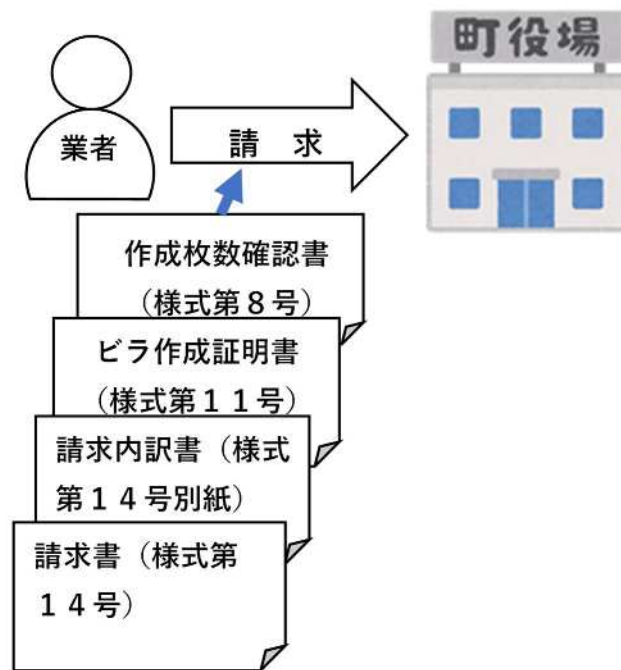 町役場
業者
請　求
作成枚数確認書
（様式第８号）
ビラ作成証明書
（様式第１１号）
請求内訳書（様式
第１４号別紙）
請求書（様式第
１４号）